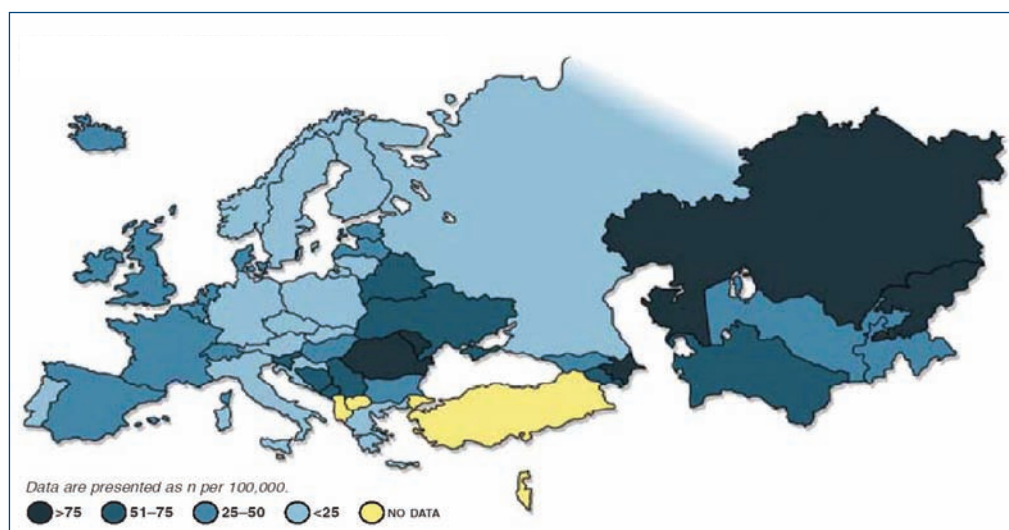 Data are presented as n per 100,000.
>75 51–75 25–50 <25 NO DATA